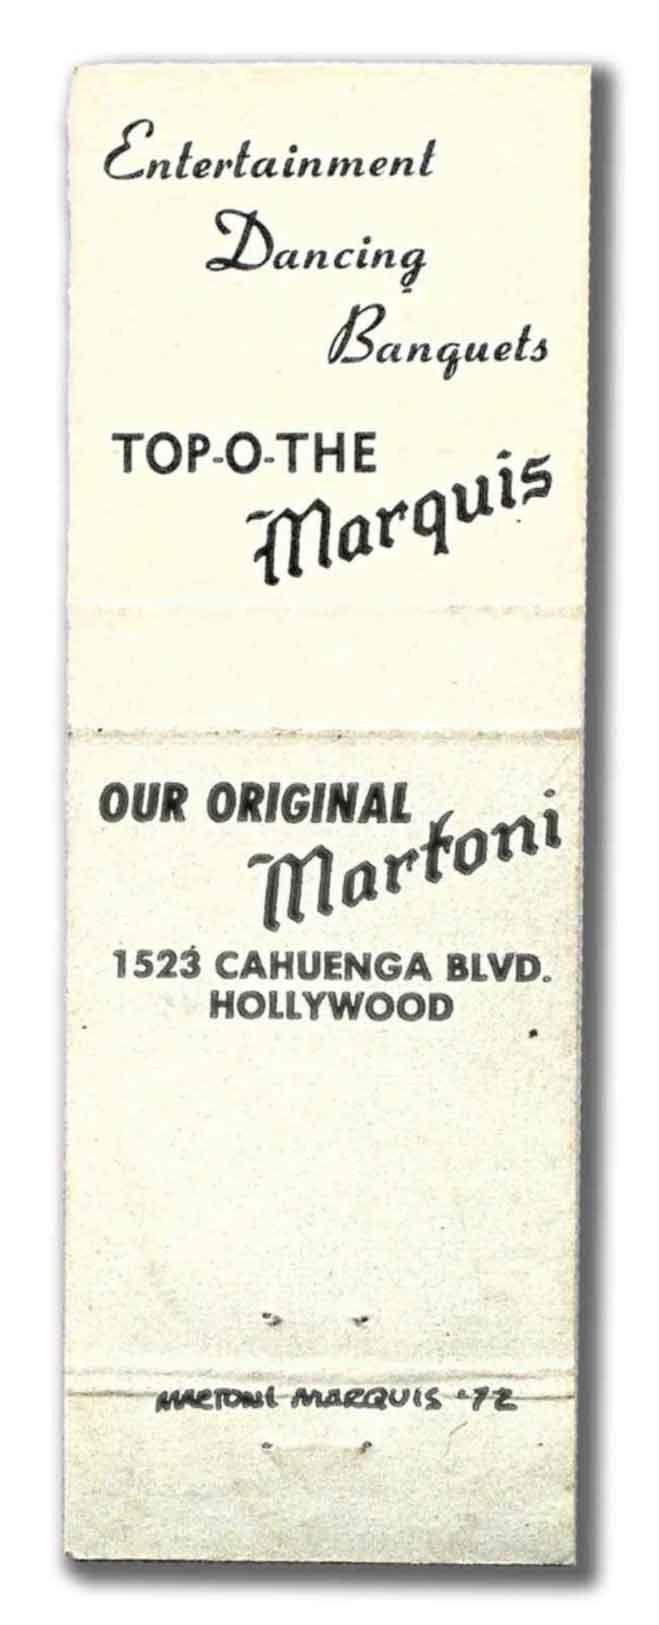 Entertainment
Dancing
Banquets
TOP-O-THE
Marquis
OUR ORIGINAL
Martoni
1523 CAHUENGA BLVD.
HOLLYWOOD
MARTONI MARQUIS '72